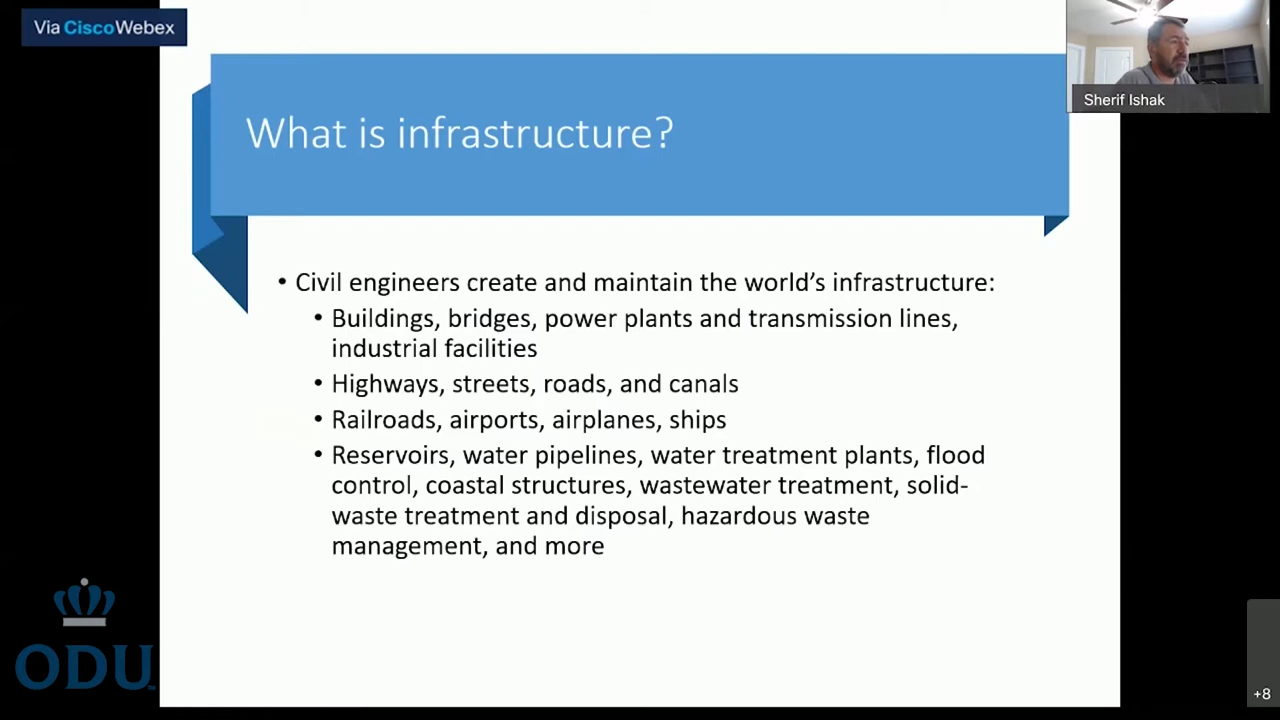 Via CiscoWebex
Sherif Ishak
What is infrastructure?
• Civil engineers create and maintain the world’s infrastructure:
• Buildings, bridges, power plants and transmission lines,
industrial facilities
• Highways, streets, roads, and canals
• Railroads, airports, airplanes, ships
• Reservoirs, water pipelines, water treatment plants, flood
control, coastal structures, wastewater treatment, solid-
waste treatment and disposal, hazardous waste
management, and more
ODU
+8